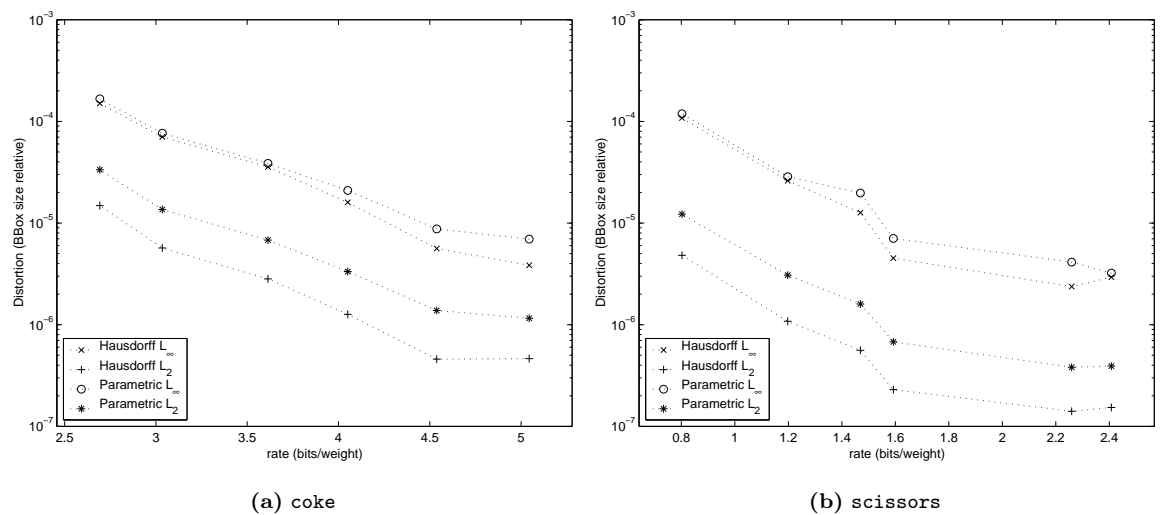 10⁻³
10⁻⁴
10⁻⁵
10⁻⁶
10⁻⁷
Distortion (BBox size relative)
2.5 3 3.5 4 4.5 5
rate (bits/weight)
Hausdorff L∞
Hausdorff L₂
Parametric L∞
Parametric L₂
(a) coke
10⁻³
10⁻⁴
10⁻⁵
10⁻⁶
10⁻⁷
Distortion (BBox size relative)
0.8 1 1.2 1.4 1.6 1.8 2 2.2 2.4
rate (bits/weight)
Hausdorff L∞
Hausdorff L₂
Parametric L∞
Parametric L₂
(b) scissors